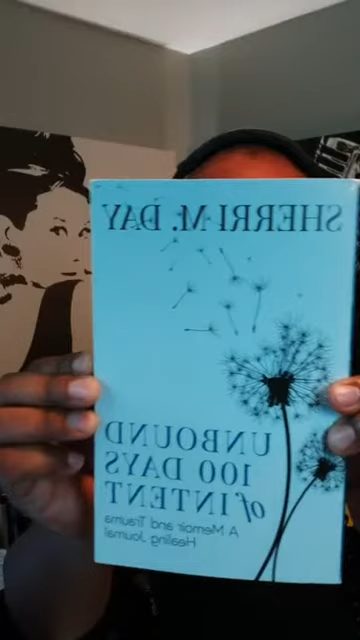 SHERRI M. DAY
UNBOUND
100 DAYS
of INTENT
A Memoir and Trauma
Healing Journal